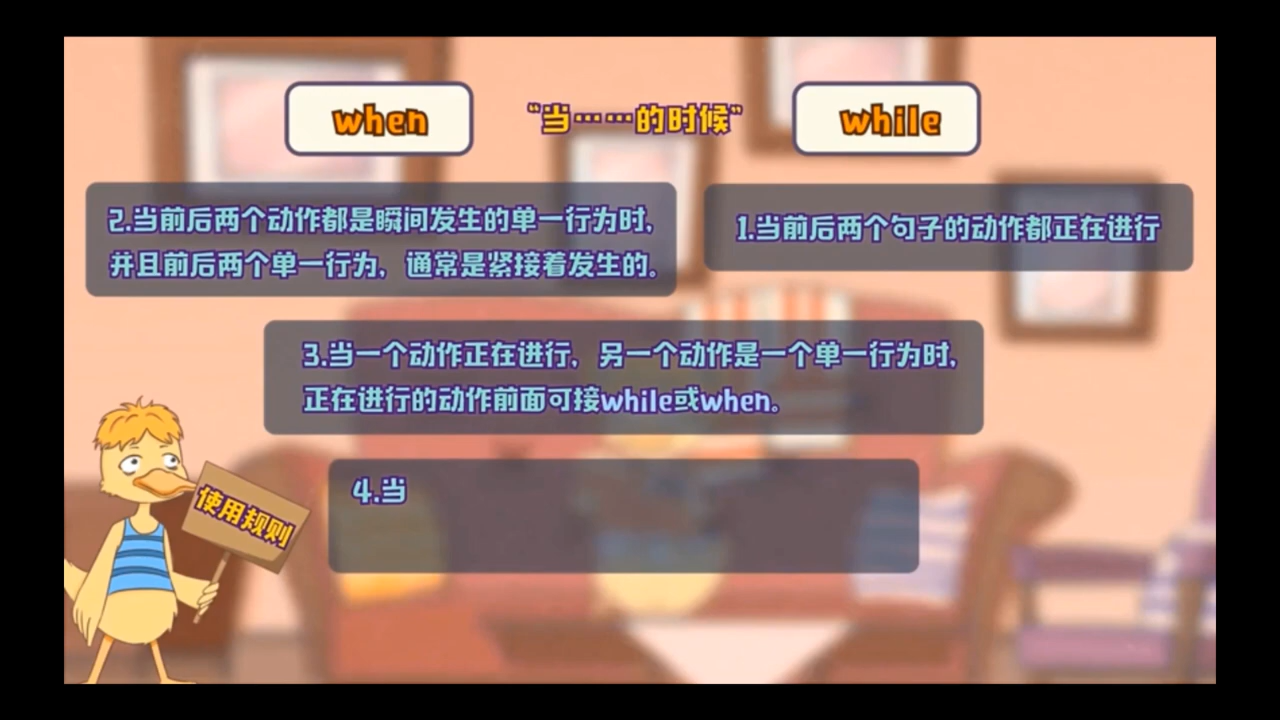 when
“当……的时候”
while
1.当前后两个句子的动作都正在进行
2.当前后两个动作都是瞬间发生的单一行为时,
并且前后两个单一行为，通常是紧接着发生的。
3.当一个动作正在进行，另一个动作是一个单一行为时,
正在进行的动作前面可接while或when。
4.当
使用规则